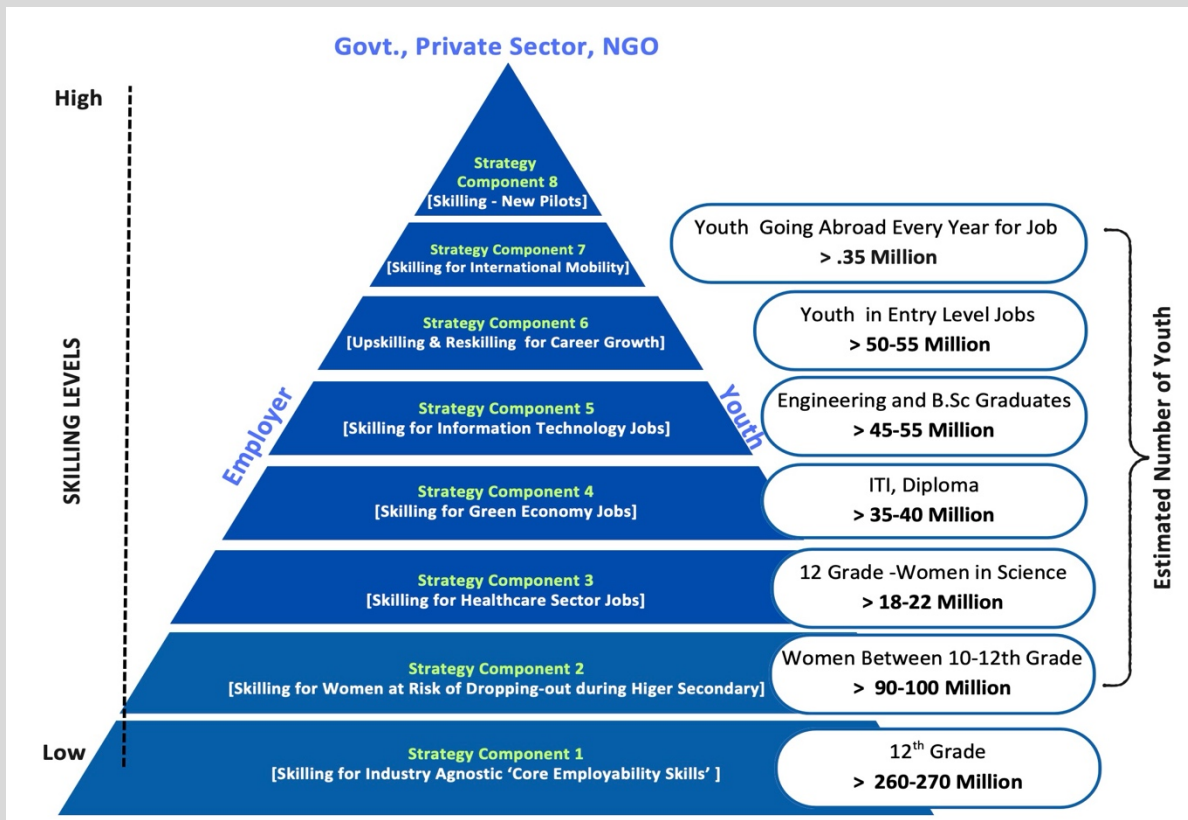 Govt., Private Sector, NGO
High
SKILLING LEVELS
Low
Employer
Youth
Strategy
Component 8
[Skilling - New Pilots]
Strategy Component 7
[Skilling for International Mobility]
Youth Going Abroad Every Year for Job
> .35 Million
Strategy Component 6
[Upskilling & Reskilling for Career Growth]
Youth in Entry Level Jobs
> 50-55 Million
Strategy Component 5
[Skilling for Information Technology Jobs]
Engineering and B.Sc Graduates
> 45-55 Million
Strategy Component 4
[Skilling for Green Economy Jobs]
ITI, Diploma
> 35-40 Million
Strategy Component 3
[Skilling for Healthcare Sector Jobs]
12 Grade -Women in Science
> 18-22 Million
Strategy Component 2
[Skilling for Women at Risk of Dropping-out during Higer Secondary]
Women Between 10-12th Grade
> 90-100 Million
Strategy Component 1
[Skilling for Industry Agnostic ‘Core Employability Skills’ ]
12th Grade
> 260-270 Million
Estimated Number of Youth